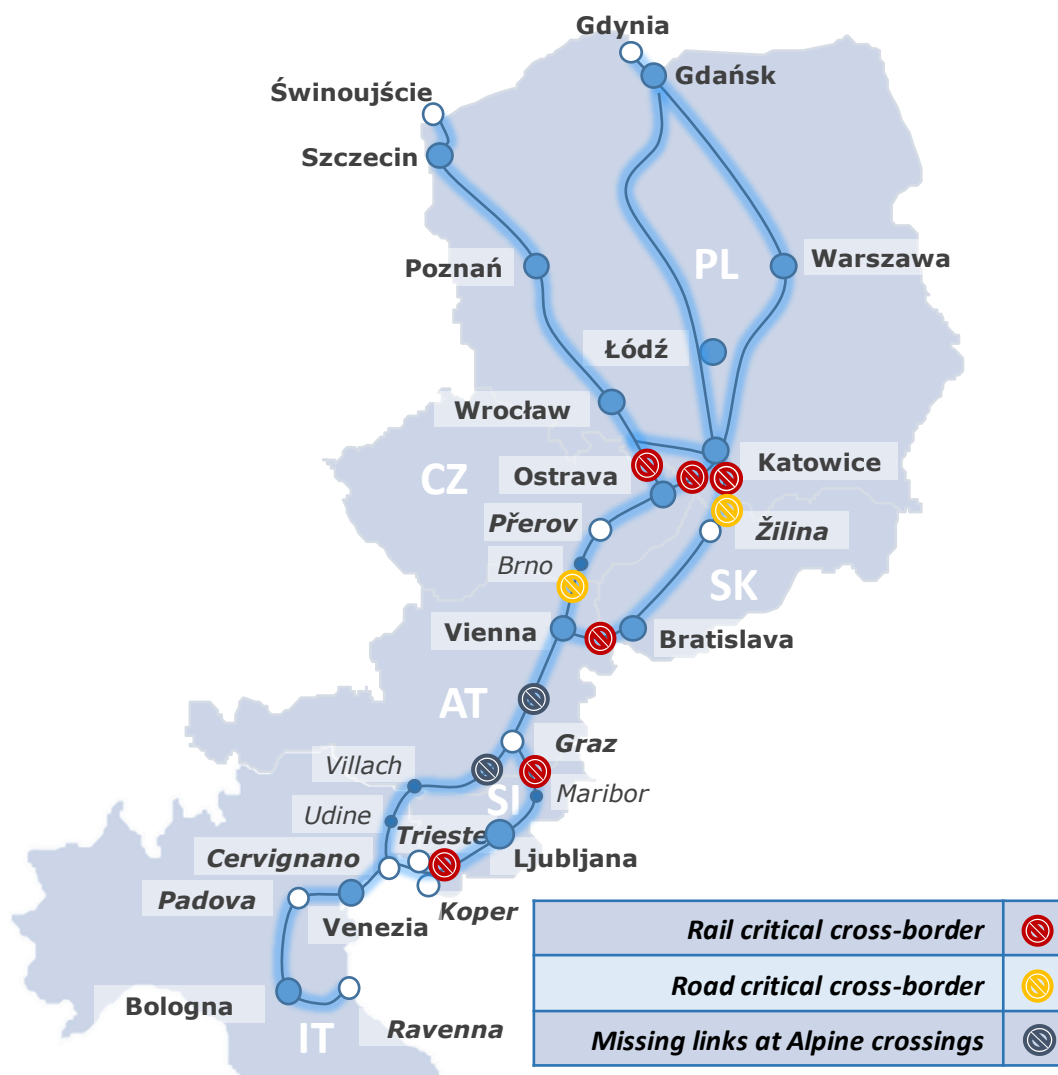 Gdynia
Gdańsk
Świnoujście
Szczecin
Poznań
PL
Warszawa
Łódź
Wrocław
CZ
Ostrava
Katowice
Přerov
Žilina
Brno
SK
Vienna
Bratislava
AT
Graz
Villach
SI
Maribor
Udine
Trieste
Cervignano
Ljubljana
Padova
Venezia
Koper
Bologna
IT
Ravenna
Rail critical cross-border
Road critical cross-border
Missing links at Alpine crossings